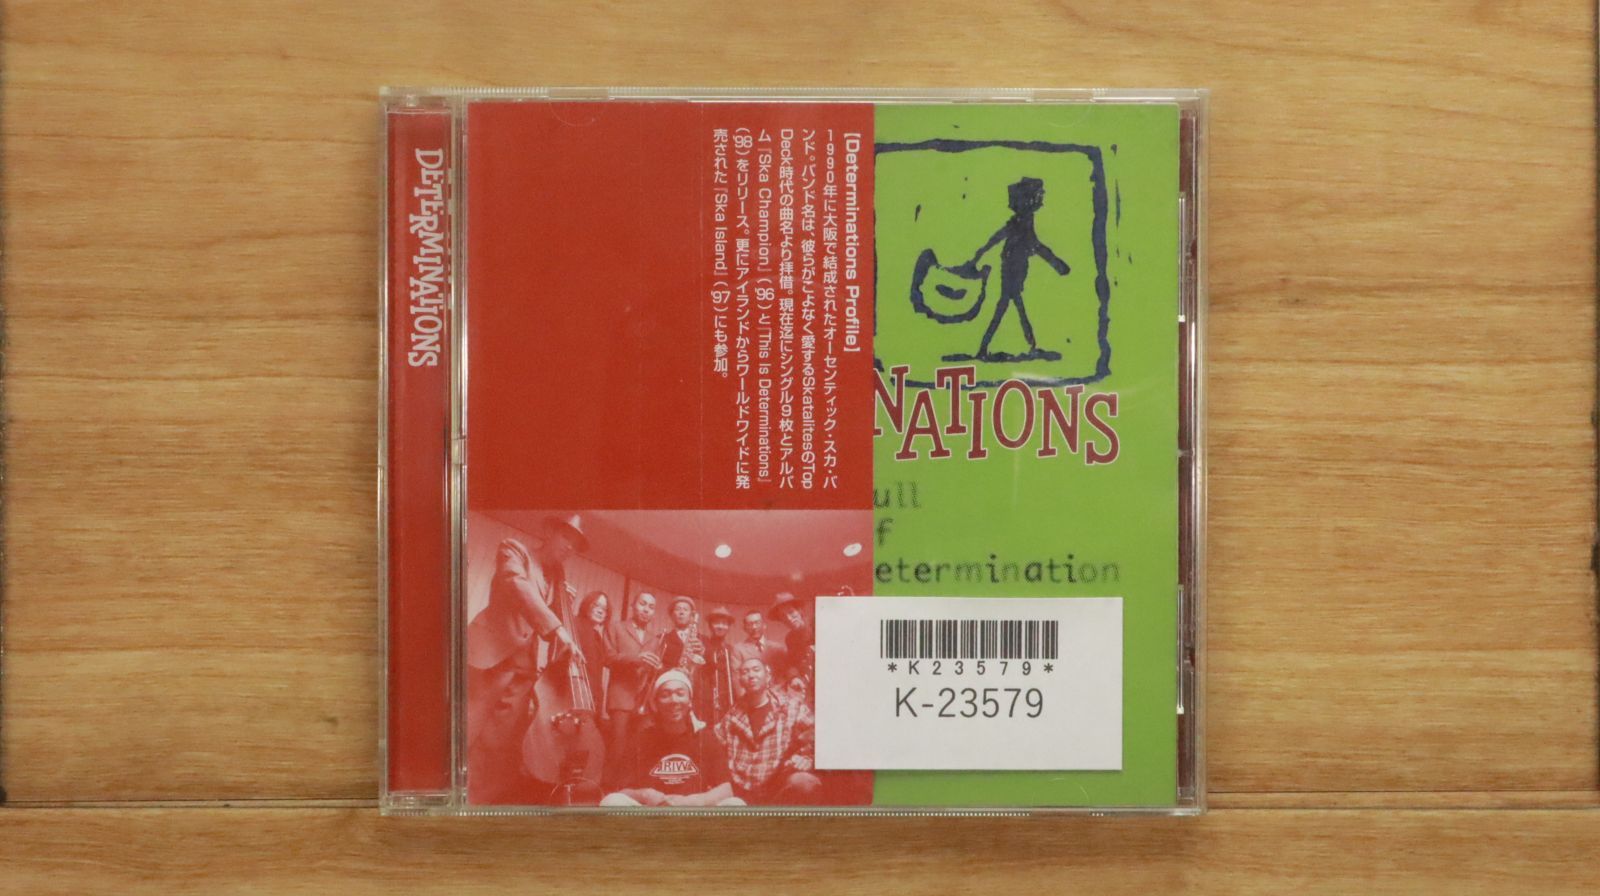 DETERMINATIONS
【Determinations Profile】
1990年に大阪で結成されたオーセンティック・スカ・バ
ンド。バンド名は、彼らがこよなく愛するSkatalitesのTop
Deck時代の曲名より拝借。現在迄にシングル9枚とアルバ
ム『Ska Champion』('96)と『This Is Determinations』
('98)をリリース。更にアイランドからワールドワイドに発
売された『Ska Island』('97)にも参加。
NATIONS
ull
f
etermination
ARIWA
*K23579*
K-23579